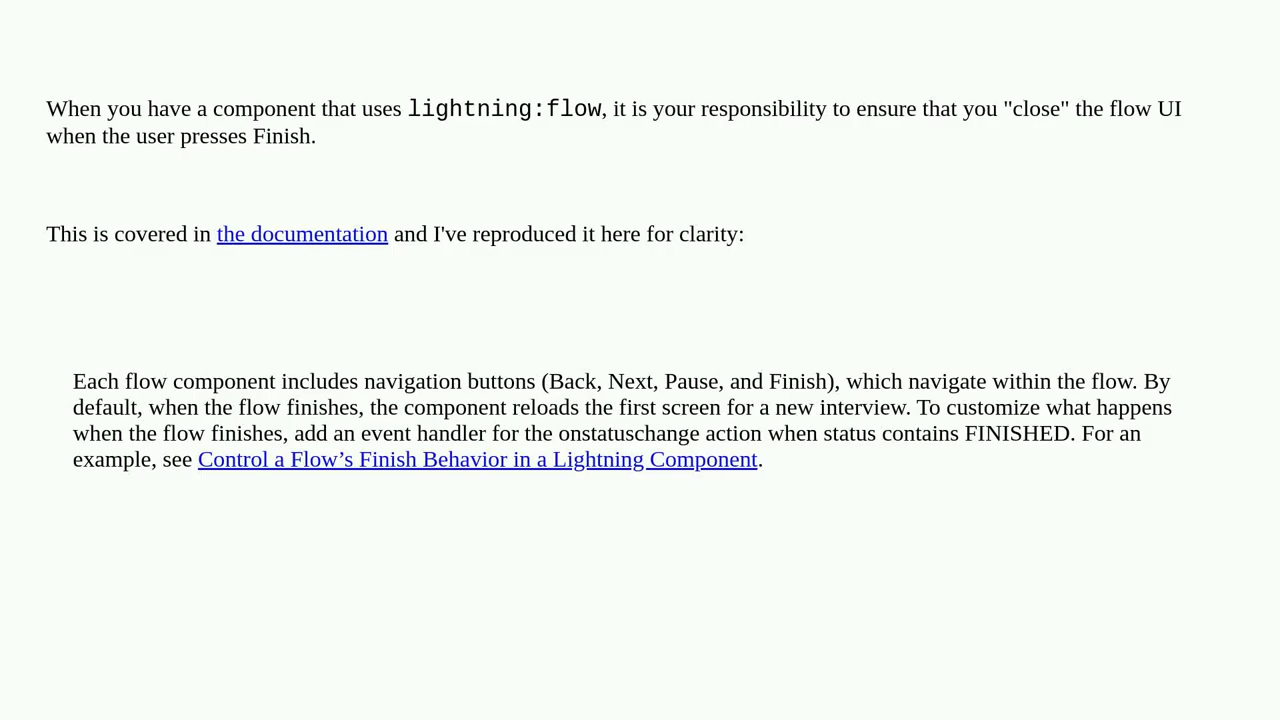 When you have a component that uses lightning:flow, it is your responsibility to ensure that you "close" the flow UI
when the user presses Finish.
This is covered in the documentation and I've reproduced it here for clarity:
Each flow component includes navigation buttons (Back, Next, Pause, and Finish), which navigate within the flow. By
default, when the flow finishes, the component reloads the first screen for a new interview. To customize what happens
when the flow finishes, add an event handler for the onstatuschange action when status contains FINISHED. For an
example, see Control a Flow’s Finish Behavior in a Lightning Component.